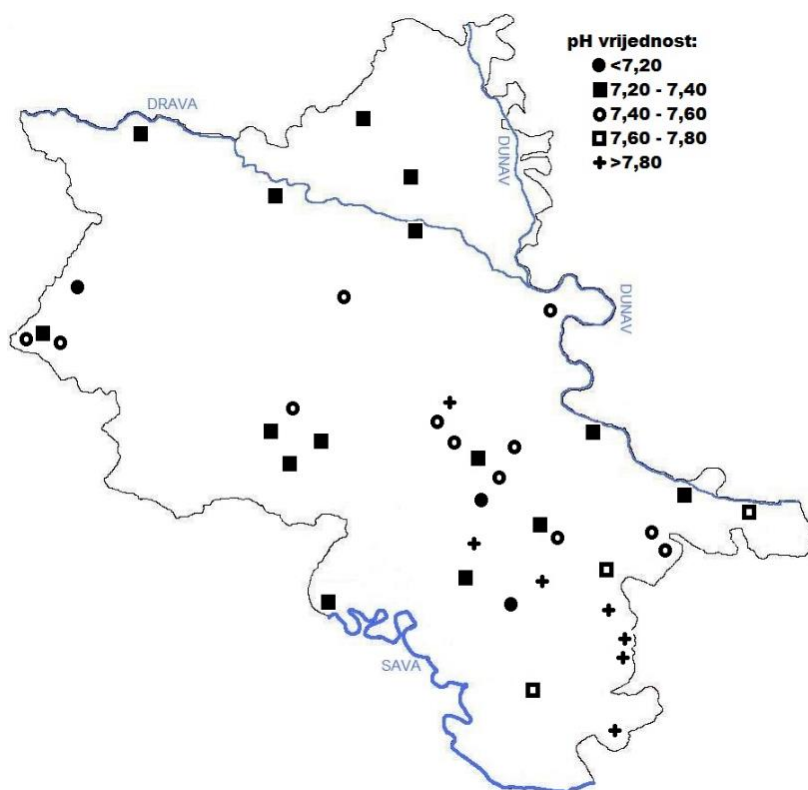 pH vrijednost:
<7,20
7,20 - 7,40
7,40 - 7,60
7,60 - 7,80
>7,80
DRAVA
DUNAV
DUNAV
SAVA